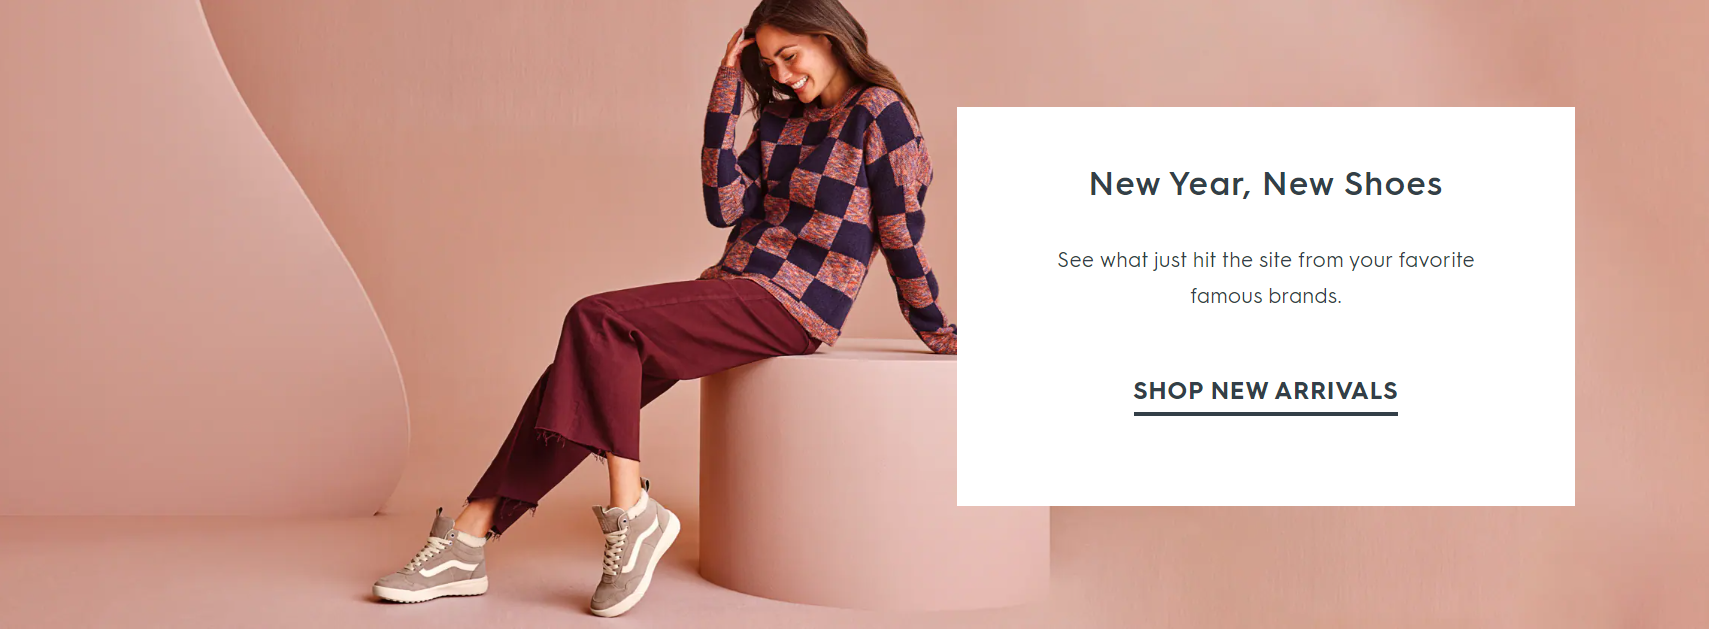 New Year, New Shoes
See what just hit the site from your favorite
famous brands.
SHOP NEW ARRIVALS